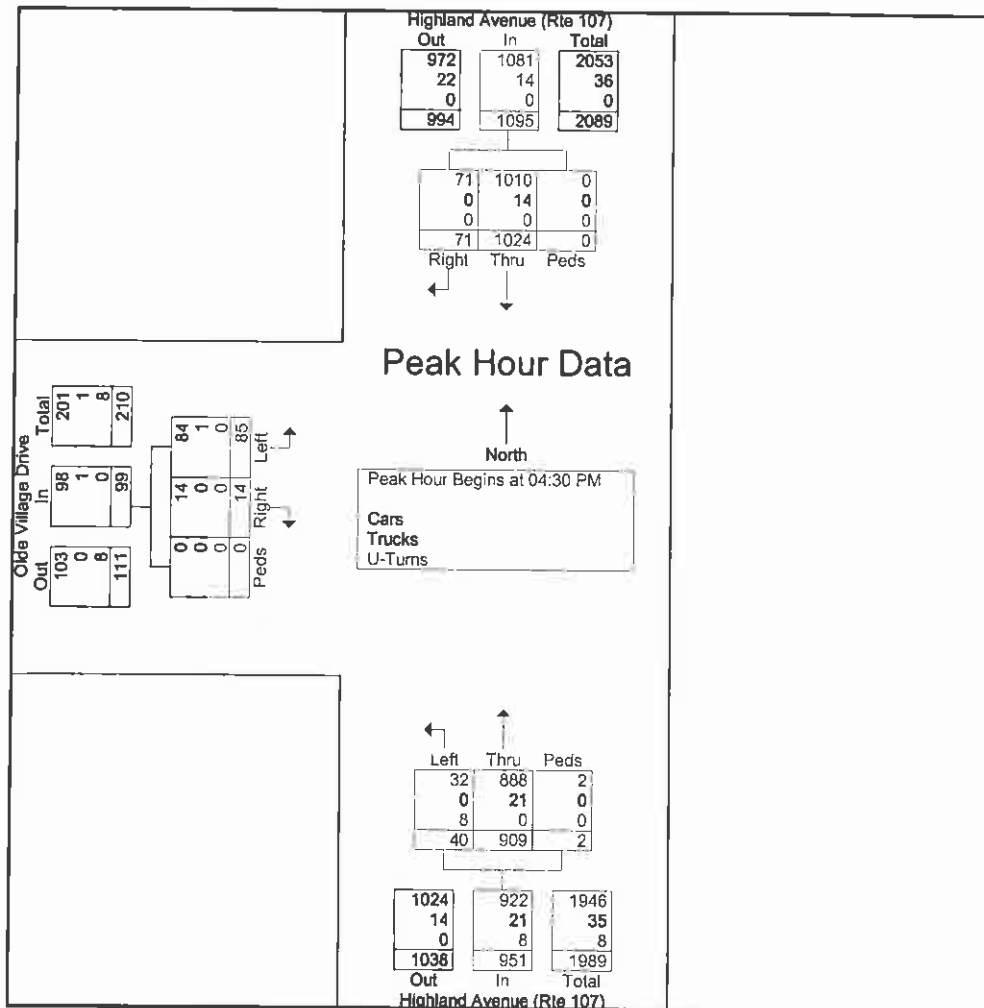 Highland Avenue (Rte 107)
Out In Total
972 1081 2053
22 14 36
0 0 0
994 1095 2089
71 1010 0
0 14 0
0 0 0
71 1024 0
Right Thru Peds
Peak Hour Data
North
Peak Hour Begins at 04:30 PM
Cars
Trucks
U-Turns
Olde Village Drive
Out In Total
103 98 201
0 1 1
8 0 8
111 99 210
Peds Right Left
0 14 84
0 0 1
0 0 0
0 14 85
Left Thru Peds
32 888 2
0 21 0
8 0 0
40 909 2
1024 922 1946
14 21 35
0 8 8
1038 951 1989
Out In Total
Highland Avenue (Rte 107)